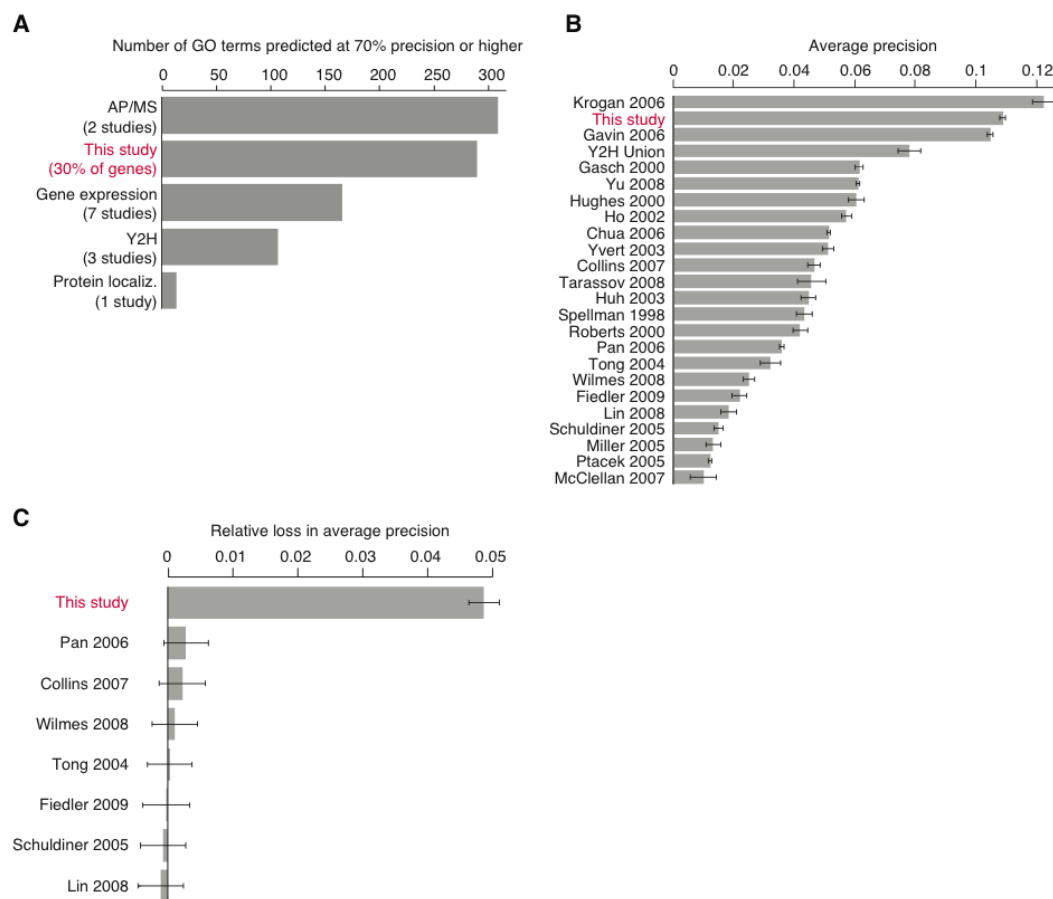 A
Number of GO terms predicted at 70% precision or higher
0 50 100 150 200 250 300
AP/MS
(2 studies)
This study
(30% of genes)
Gene expression
(7 studies)
Y2H
(3 studies)
Protein localiz.
(1 study)
B
Average precision
0 0.02 0.04 0.06 0.08 0.1 0.12
Krogan 2006
This study
Gavin 2006
Y2H Union
Gasch 2000
Yu 2008
Hughes 2000
Ho 2002
Chua 2006
Yvert 2003
Collins 2007
Tarassov 2008
Huh 2003
Spellman 1998
Roberts 2000
Pan 2006
Tong 2004
Wilmes 2008
Fiedler 2009
Lin 2008
Schuldiner 2005
Miller 2005
Ptacek 2005
McClellan 2007
C
Relative loss in average precision
0 0.01 0.02 0.03 0.04 0.05
This study
Pan 2006
Collins 2007
Wilmes 2008
Tong 2004
Fiedler 2009
Schuldiner 2005
Lin 2008